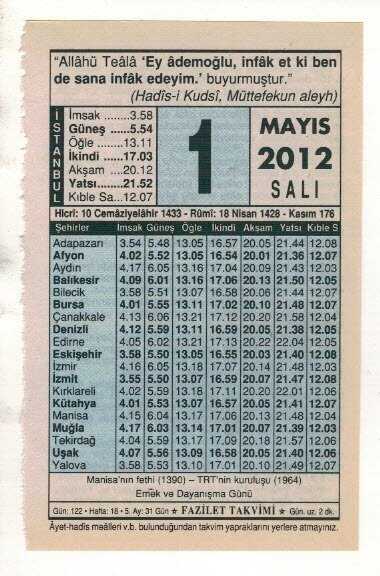 “Allâhü Teâlâ ‘Ey âdemoğlu, infâk et ki ben
de sana infâk edeyim.’ buyurmuştur.”
(Hadîs-i Kudsî, Müttefekun aleyh)
İSTANBUL
İmsak ........3.58
Güneş ......5.54
Öğle ........13.11
İkindi ......17.03
Akşam ....20.12
Yatsı........21.52
Kıble Sa...12.07
1
MAYIS
2012
SALI
Hicrî: 10 Cemâziyelâhir 1433 - Rûmî: 18 Nisan 1428 - Kasım 176
Şehirler İmsak Güneş Öğle İkindi Akşam Yatsı Kıble S
Adapazarı 3.54 5.48 13.05 16.57 20.05 21.44 12.08
Afyon 4.02 5.52 13.05 16.54 20.01 21.36 12.07
Aydın 4.17 6.05 13.16 17.04 20.09 21.43 12.03
Balıkesir 4.09 6.01 13.16 17.06 20.13 21.50 12.05
Bilecik 3.58 5.51 13.07 16.58 20.06 21.44 12.07
Bursa 4.01 5.55 13.11 17.02 20.10 21.48 12.07
Çanakkale 4.13 6.06 13.21 17.12 20.20 21.58 12.04
Denizli 4.12 5.59 13.11 16.59 20.05 21.38 12.05
Edirne 4.05 6.02 13.21 17.13 20.22 22.04 12.05
Eskişehir 3.58 5.50 13.05 16.55 20.03 21.40 12.08
İzmir 4.16 6.05 13.18 17.07 20.14 21.48 12.03
İzmit 3.55 5.50 13.07 16.59 20.07 21.47 12.08
Kırklareli 4.02 5.59 13.18 17.11 20.20 22.01 12.06
Kütahya 4.01 5.53 13.07 16.57 20.05 21.41 12.07
Manisa 4.15 6.04 13.17 17.06 20.13 21.48 12.04
Muğla 4.17 6.03 13.14 17.01 20.07 21.39 12.03
Tekirdağ 4.04 5.59 13.17 17.09 20.18 21.57 12.06
Uşak 4.07 5.56 13.09 16.58 20.05 21.40 12.06
Yalova 3.58 5.53 13.10 17.01 20.10 21.49 12.07
Manisa'nın fethi (1390) – TRT'nin kuruluşu (1964)
Emek ve Dayanışma Günü
Gün: 122 • Hafta: 18 • 5. Ay: 31 Gün ★ FAZİLET TAKVİMİ ★ Gün. uz. 2 dk.
Âyet-hadîs meâlleri v.b. bulunduğundan takvim yapraklarını yerlere atmayınız.